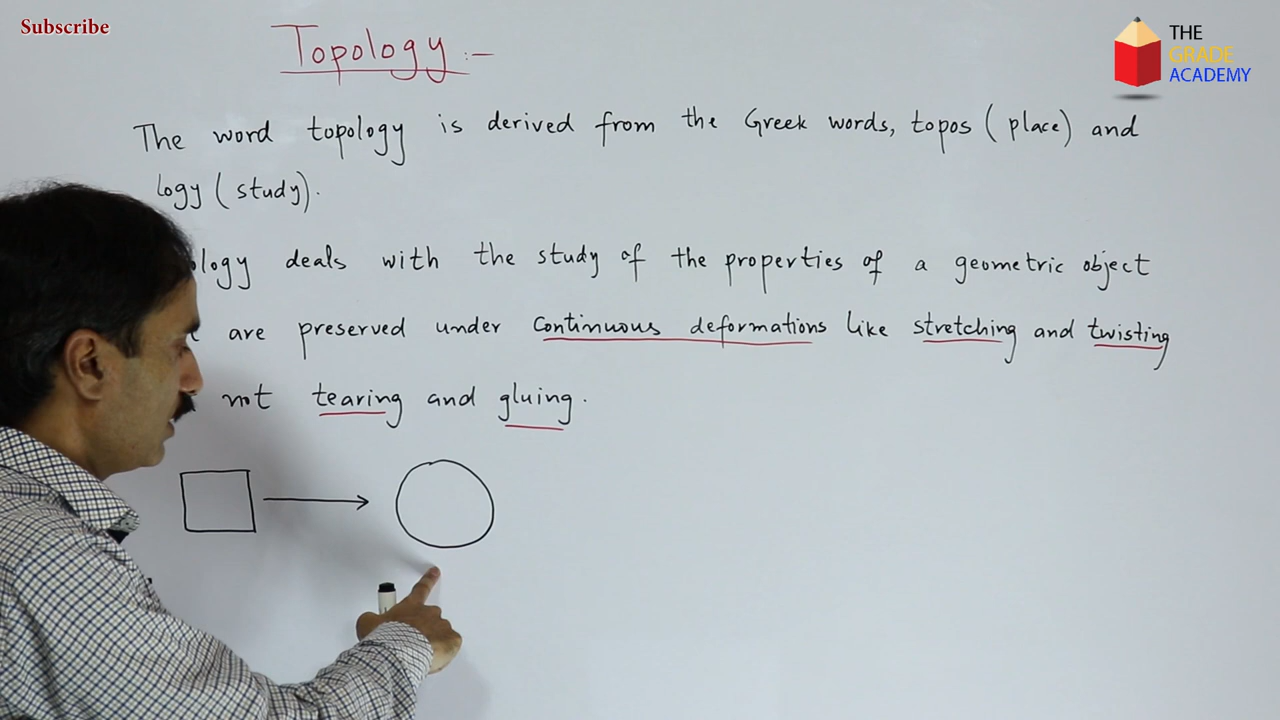 Subscribe
Topology :-
THE
GRADE
ACADEMY
The word topology is derived from the Greek words, topos (place) and
logy (study).
ology deals with the study of the properties of a geometric object
are preserved under continuous deformations like stretching and twisting
not tearing and gluing.